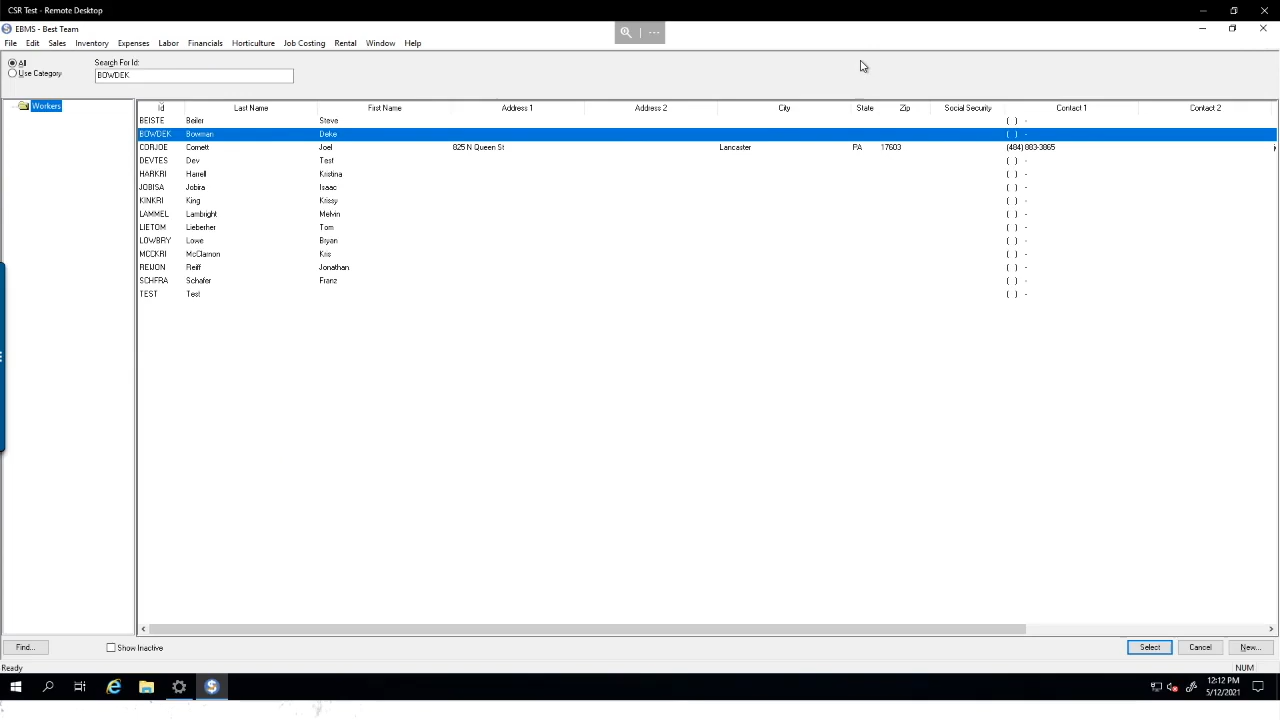 CSR Test - Remote Desktop
EBMS - Best Team
File Edit Sales Inventory Expenses Labor Financials Horticulture Job Costing Rental Window Help
All
Search For Id:
Use Category
BOWDEK
Workers
Id Last Name First Name Address 1 Address 2 City State Zip Social Security Contact 1 Contact 2
BEISTE Beiler Steve ( ) -
BOWDEK Bowman Deke ( ) -
CORJOE Cornett Joel 825 N Queen St Lancaster PA 17603 (484) 883-3865
DEVTES Dev Test ( ) -
HARKRI Harrell Kristina ( ) -
JOBISA Jobira Isaac ( ) -
KINKRI King Krissy ( ) -
LAMMEL Lambright Melvin ( ) -
LIETOM Lieberher Tom ( ) -
LOWBRY Lowe Bryan ( ) -
MCCKRI McClarnon Kris ( ) -
REIJON Reiff Jonathan ( ) -
SCHFRA Schafer Franz ( ) -
TEST Test ( ) -
Find... Show Inactive Select Cancel New...
Ready NUM
12:12 PM
5/12/2021